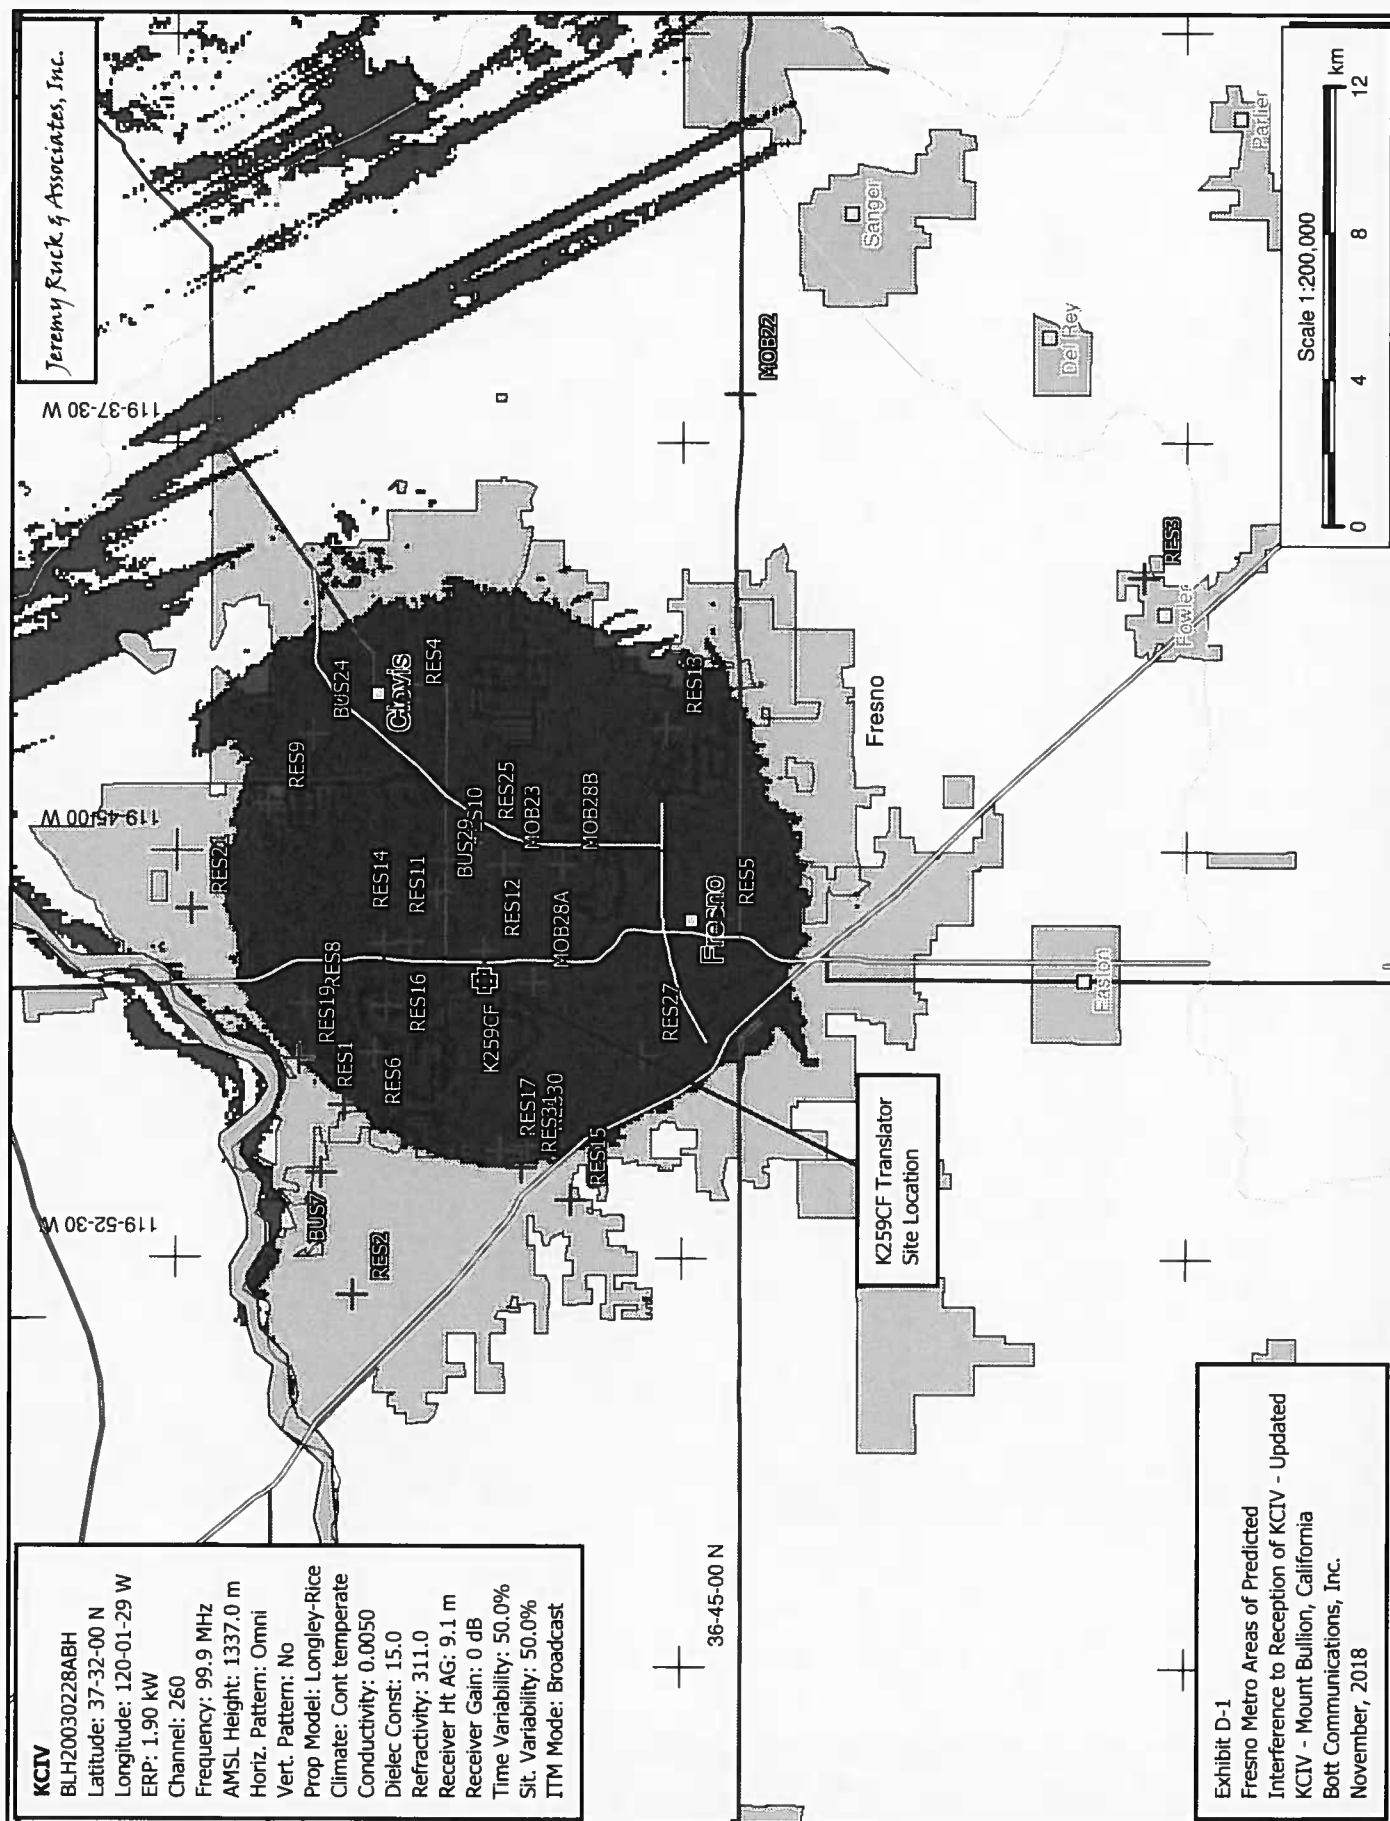 KCIV
BLH20030228ABH
Latitude: 37-32-00 N
Longitude: 120-01-29 W
ERP: 1.90 kW
Channel: 260
Frequency: 99.9 MHz
AMSL Height: 1337.0 m
Horiz. Pattern: Omni
Vert. Pattern: No
Prop Model: Longley-Rice
Climate: Cont temperate
Conductivity: 0.0050
Dielec Const: 15.0
Refractivity: 311.0
Receiver Ht AG: 9.1 m
Receiver Gain: 0 dB
Time Variability: 50.0%
Sit. Variability: 50.0%
ITM Mode: Broadcast
Jeremy Ruck & Associates, Inc.
119-52-30 W
119-45-00 W
119-37-30 W
36-45-00 N
BUS7
RES2
RES1
RES19
RES8
RES21
RES9
BUS24
RES6
RES16
RES14
RES11
Clovis
RES4
K259CF
BUS29
RES10
RES25
RES12
MOB23
RES17
RES31
RES30
MOB28A
MOB28B
RES15
RES27
Fresno
RES5
RES13
MOB22
Fresno
Sanger
Del Rey
Parlier
RES3
Fowler
Easton
K259CF Translator
Site Location
Scale 1:200,000
0
4
8
12
km
Exhibit D-1
Fresno Metro Areas of Predicted
Interference to Reception of KCIV - Updated
KCIV - Mount Bullion, California
Bott Communications, Inc.
November, 2018